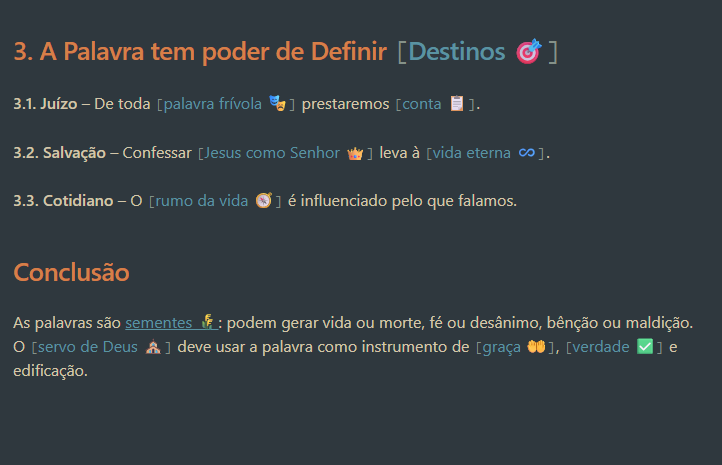 3. A Palavra tem poder de Definir [Destinos 🎯 ]
3.1. Juízo – De toda [palavra frívola 🎭 ] prestaremos [conta 📋 ].
3.2. Salvação – Confessar [Jesus como Senhor 👑 ] leva à [vida eterna ♾️ ].
3.3. Cotidiano – O [rumo da vida 🧭 ] é influenciado pelo que falamos.
Conclusão
As palavras são sementes 🌾 : podem gerar vida ou morte, fé ou desânimo, bênção ou maldição.
O [servo de Deus ⛪ ] deve usar a palavra como instrumento de [graça 🤲 ], [verdade ✅ ] e
edificação.